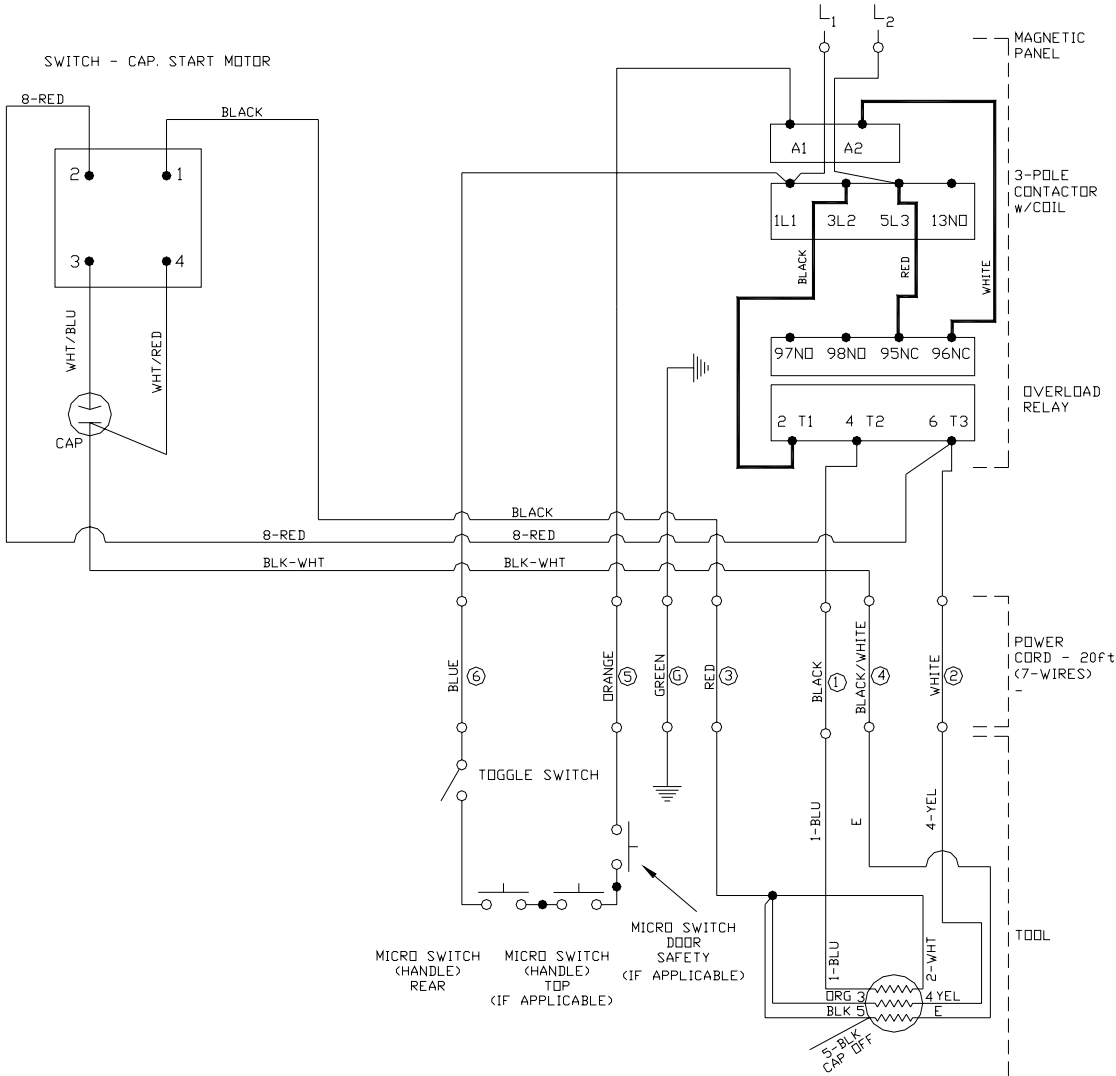 L1 L2
MAGNETIC
PANEL
SWITCH - CAP. START MOTOR
8-RED
BLACK
2 1
3 4
WHT/BLU
WHT/RED
CAP
A1 A2
3-POLE
CONTACTOR
W/COIL
1L1 3L2 5L3 13NO
BLACK
RED
WHITE
97NO 98NO 95NC 96NC
OVERLOAD
RELAY
2 T1 4 T2 6 T3
BLACK
8-RED 8-RED
BLK-WHT BLK-WHT
BLUE 6
ORANGE 5
GREEN G
RED 3
BLACK 1
BLACK/WHITE 4
WHITE 2
POWER
CORD - 20ft
(7-WIRES)
-
TOGGLE SWITCH
1-BLU
E
4-YEL
MICRO SWITCH
(HANDLE)
REAR
MICRO SWITCH
(HANDLE)
TOP
(IF APPLICABLE)
MICRO SWITCH
DOOR
SAFETY
(IF APPLICABLE)
TOOL
1-BLU
2-WHT
ORG 3 4 YEL
BLK 5 E
5-BLK
CAP OFF